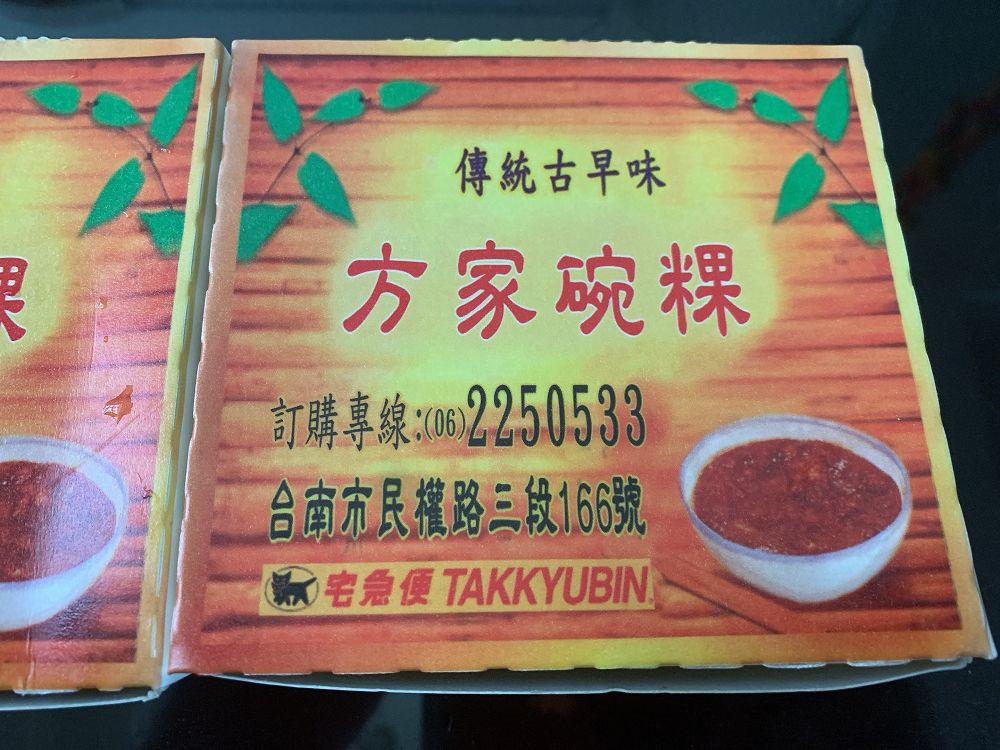 傳統古早味
方家碗粿
訂購專線:(06)2250533
台南市民權路三段166號
宅急便 TAKKYUBIN
粿